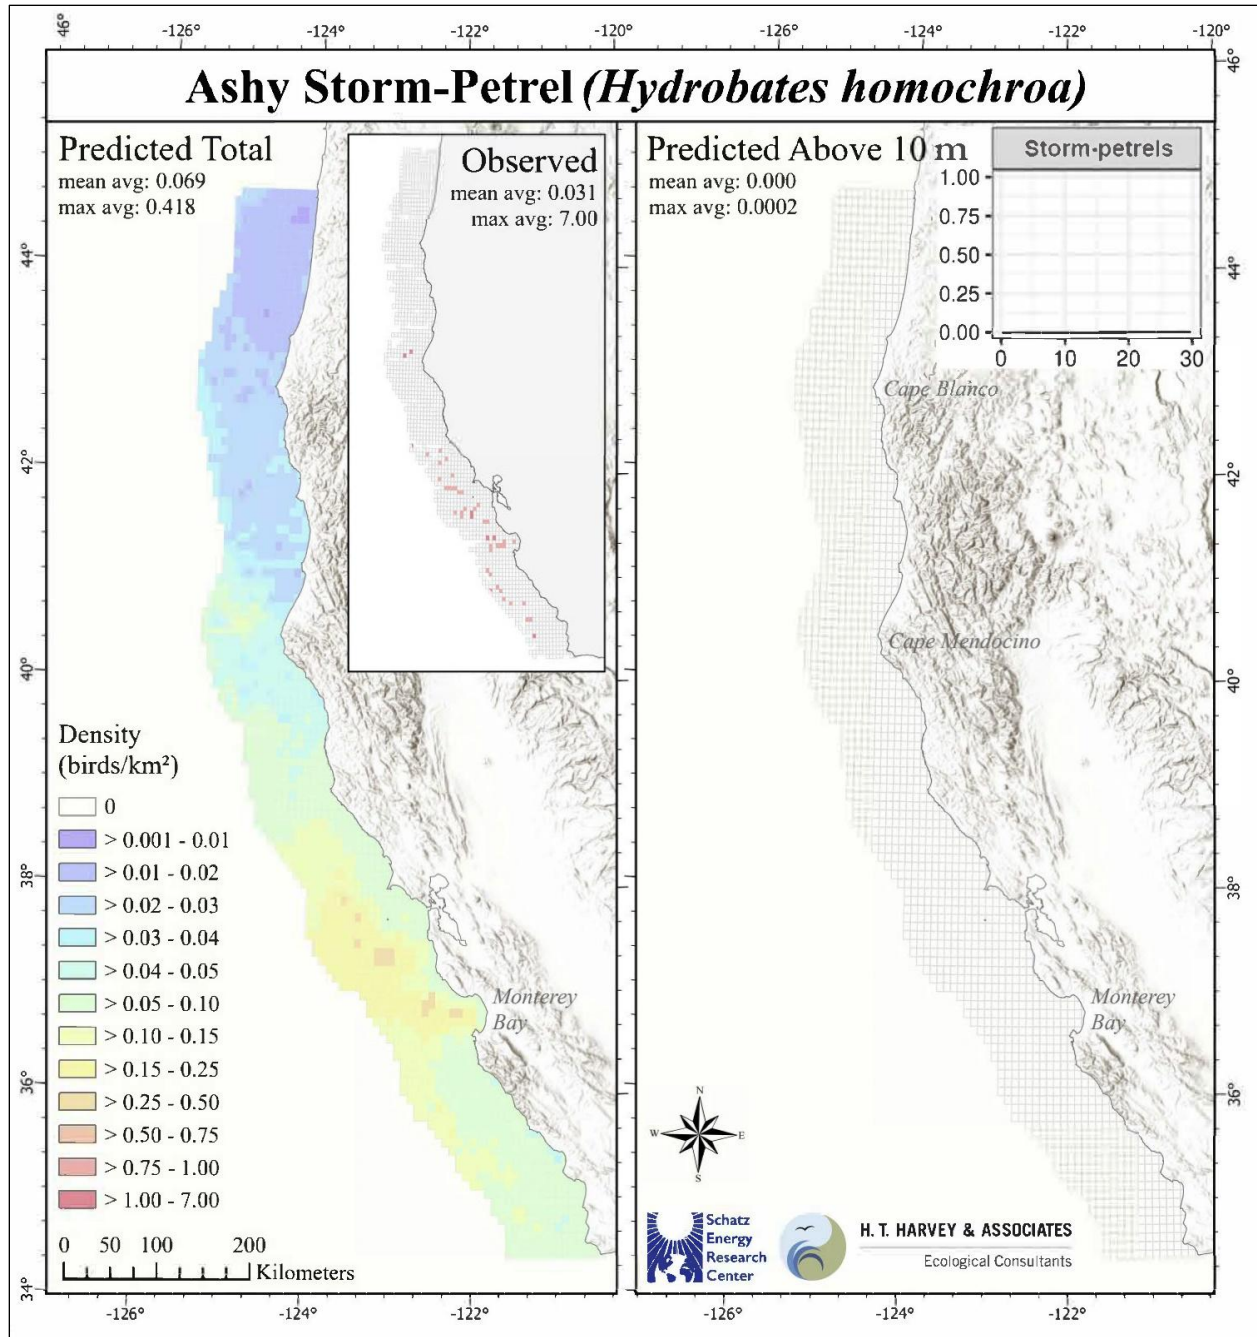 46°
-126°
-124°
-122°
-120°
-126°
-124°
-122°
-120°
46°
Ashy Storm-Petrel (Hydrobates homochroa)
Predicted Total
mean avg: 0.069
max avg: 0.418
Observed
mean avg: 0.031
max avg: 7.00
Predicted Above 10 m
mean avg: 0.000
max avg: 0.0002
Storm-petrels
1.00
0.75
0.50
0.25
0.00
0
10
20
30
44°
42°
40°
38°
36°
34°
44°
42°
40°
38°
36°
Cape Blanco
Cape Mendocino
Monterey
Bay
Monterey
Bay
Density
(birds/km²)
0
> 0.001 - 0.01
> 0.01 - 0.02
> 0.02 - 0.03
> 0.03 - 0.04
> 0.04 - 0.05
> 0.05 - 0.10
> 0.10 - 0.15
> 0.15 - 0.25
> 0.25 - 0.50
> 0.50 - 0.75
> 0.75 - 1.00
> 1.00 - 7.00
0 50 100 200
Kilometers
N
W
E
S
Schatz
Energy
Research
Center
H. T. HARVEY & ASSOCIATES
Ecological Consultants
-126°
-124°
-122°
-126°
-124°
-122°